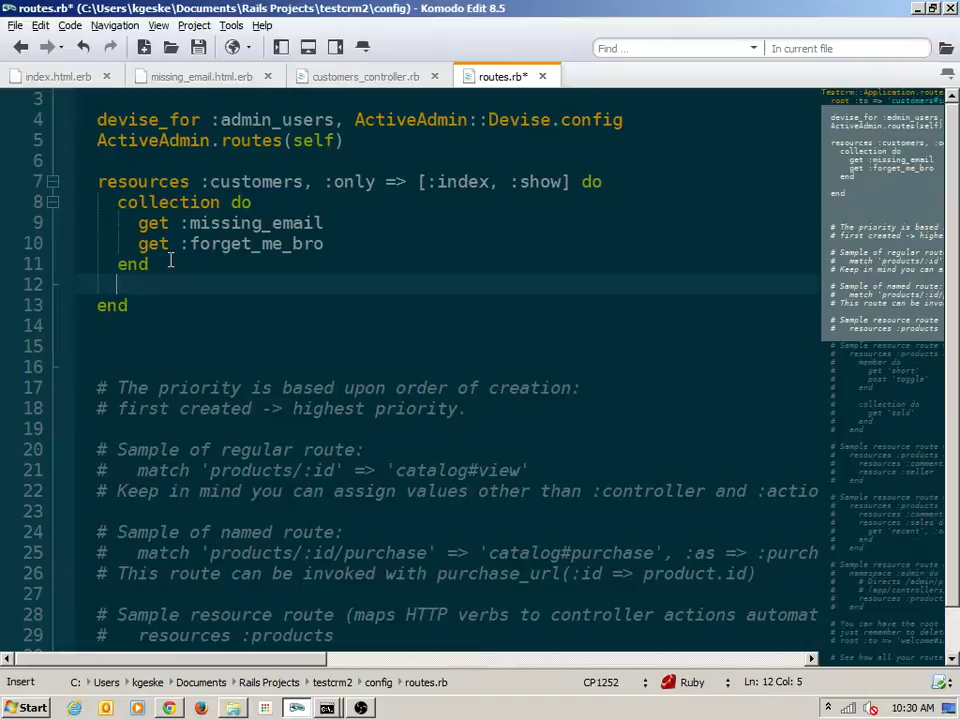 routes.rb* (C:\Users\kgeske\Documents\Rails Projects\testcrm2\config) - Komodo Edit 8.5
File Edit Code Navigation View Project Tools Help
Find In current file
index.html.erb missing_email.html.erb customers_controller.rb routes.rb*
3
4 devise_for :admin_users, ActiveAdmin::Devise.config
5 ActiveAdmin.routes(self)
6
7 resources :customers, :only => [:index, :show] do
8 collection do
9 get :missing_email
10 get :forget_me_bro
11 end
12
13 end
14
15
16
17 # The priority is based upon order of creation:
18 # first created -> highest priority.
19
20 # Sample of regular route:
21 #   match 'products/:id' => 'catalog#view'
22 # Keep in mind you can assign values other than :controller and :actio
23
24 # Sample of named route:
25 #   match 'products/:id/purchase' => 'catalog#purchase', :as => :purch
26 # This route can be invoked with purchase_url(:id => product.id)
27
28 # Sample resource route (maps HTTP verbs to controller actions automat
29 #   resources :products
Insert C: Users kgeske Documents Rails Projects testcrm2 config routes.rb CP1252 Ruby Ln: 12 Col: 5
Start 10:30 AM